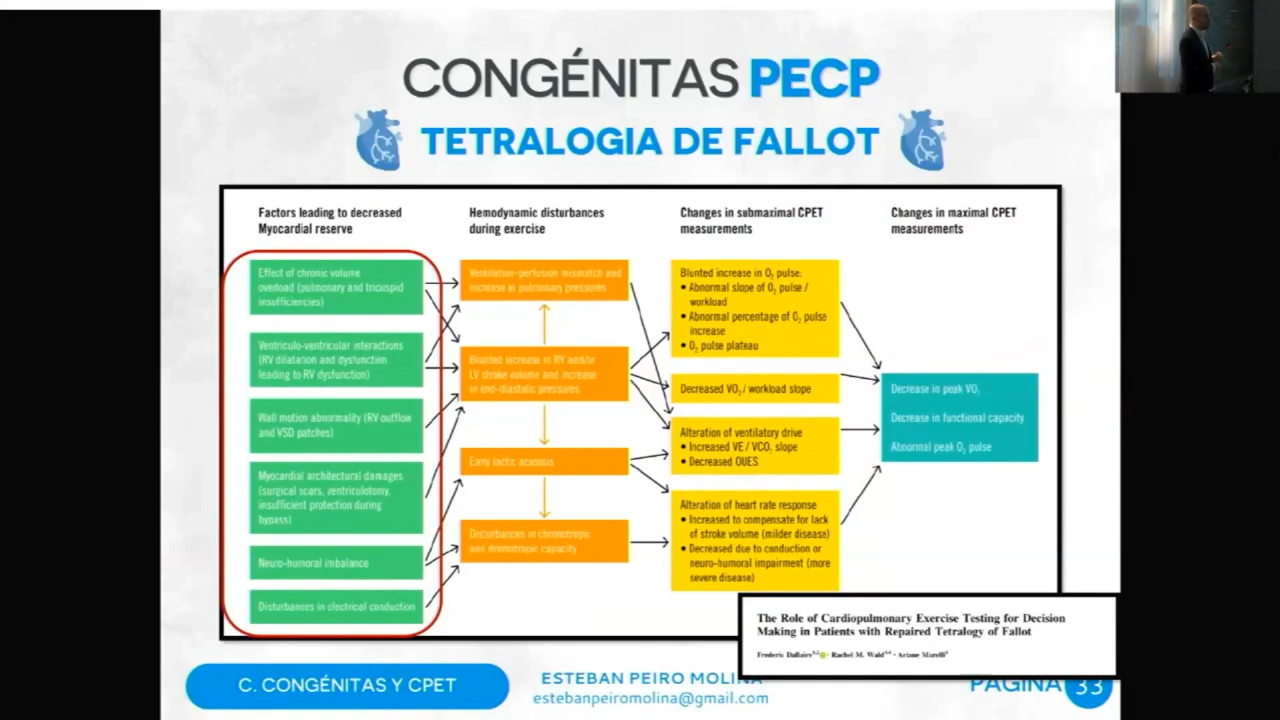 CONGÉNITAS PECP
TETRALOGIA DE FALLOT
Factors leading to decreased
Myocardial reserve
Effect of chronic volume
overload (pulmonary and tricuspid
insufficiencies)
Ventriculo-ventricular interactions
(RV dilatation and dysfunction
leading to RV dysfunction)
Wall motion abnormality (RV outflow
and VSD patches)
Myocardial architectural damages
(surgical scars, ventriculotomy,
insufficient protection during
bypass)
Neuro-humoral imbalance
Disturbances in electrical conduction
Hemodynamic disturbances
during exercise
Ventilation-perfusion mismatch and
increase in pulmonary pressures
Blunted increase in RV and/or
LV stroke volume and increase
in end-diastolic pressures
Early lactic acidosis
Disturbances in chronotropic
and dromotropic capacity
Changes in submaximal CPET
measurements
Blunted increase in O₂ pulse:
• Abnormal slope of O₂ pulse /
workload
• Abnormal percentage of O₂ pulse
increase
• O₂ pulse plateau
Decreased VO₂ / workload slope
Alteration of ventilatory drive
• Increased VE / VCO₂ slope
• Decreased OUES
Alteration of heart rate response
• Increased to compensate for lack
of stroke volume (milder disease)
• Decreased due to conduction or
neuro-humoral impairment (more
severe disease)
Changes in maximal CPET
measurements
Decrease in peak VO₂
Decrease in functional capacity
Abnormal peak O₂ pulse
The Role of Cardiopulmonary Exercise Testing for Decision
Making in Patients with Repaired Tetralogy of Fallot
Frederic Dallaire · Rachel M. Wald · Ariane Marelli
C. CONGÉNITAS Y CPET
ESTEBAN PEIRO MOLINA
estebanpeiromolina@gmail.com
PÁGINA 33